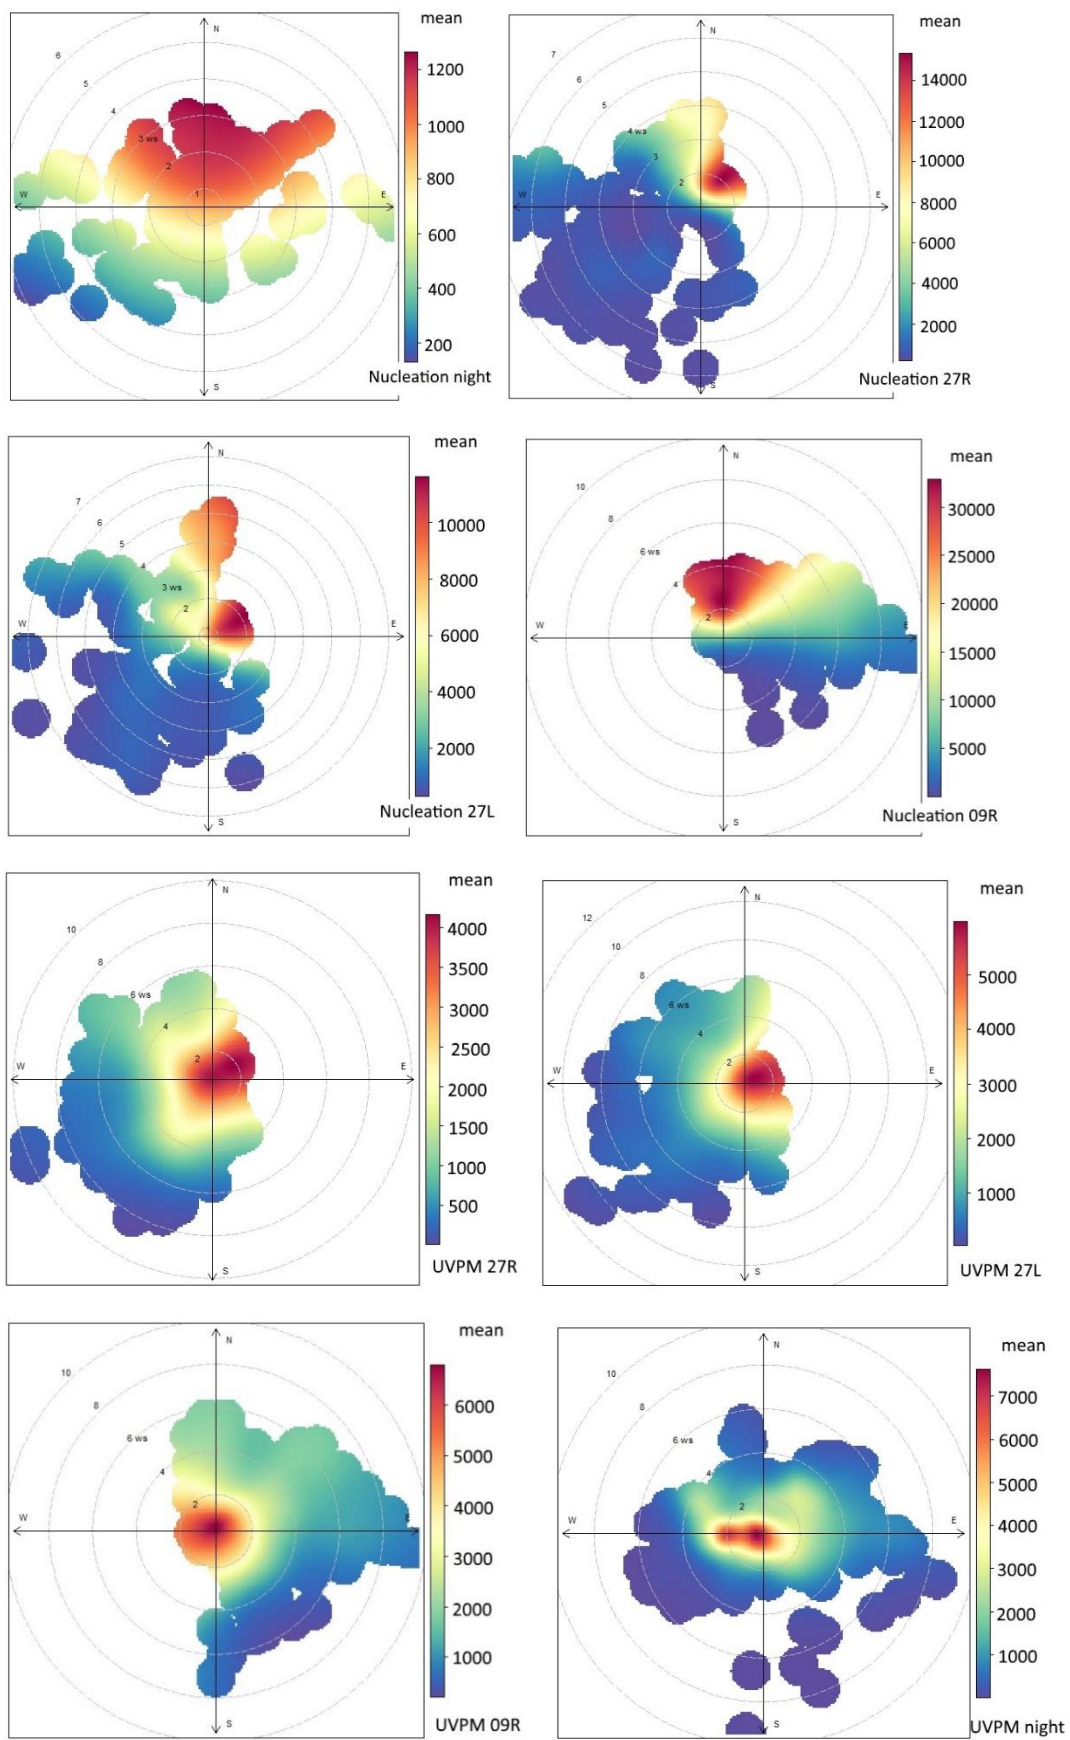 mean
N
6
5
4
3 ws
2
1
W
E
S
1200
1000
800
600
400
200
Nucleation night
mean
N
7
6
5
4 ws
3
2
W
E
S
14000
12000
10000
8000
6000
4000
2000
Nucleation 27R
mean
N
7
6
5
4
3 ws
2
W
E
S
10000
8000
6000
4000
2000
Nucleation 27L
mean
N
10
8
6 ws
4
2
W
E
S
30000
25000
20000
15000
10000
5000
Nucleation 09R
mean
N
10
8
6 ws
4
2
W
E
S
4000
3500
3000
2500
2000
1500
1000
500
UVPM 27R
mean
N
12
10
8
6 ws
4
2
W
E
S
5000
4000
3000
2000
1000
UVPM 27L
mean
N
10
8
6 ws
4
2
W
E
S
6000
5000
4000
3000
2000
1000
UVPM 09R
mean
N
10
8
6 ws
4
2
W
E
S
7000
6000
5000
4000
3000
2000
1000
UVPM night